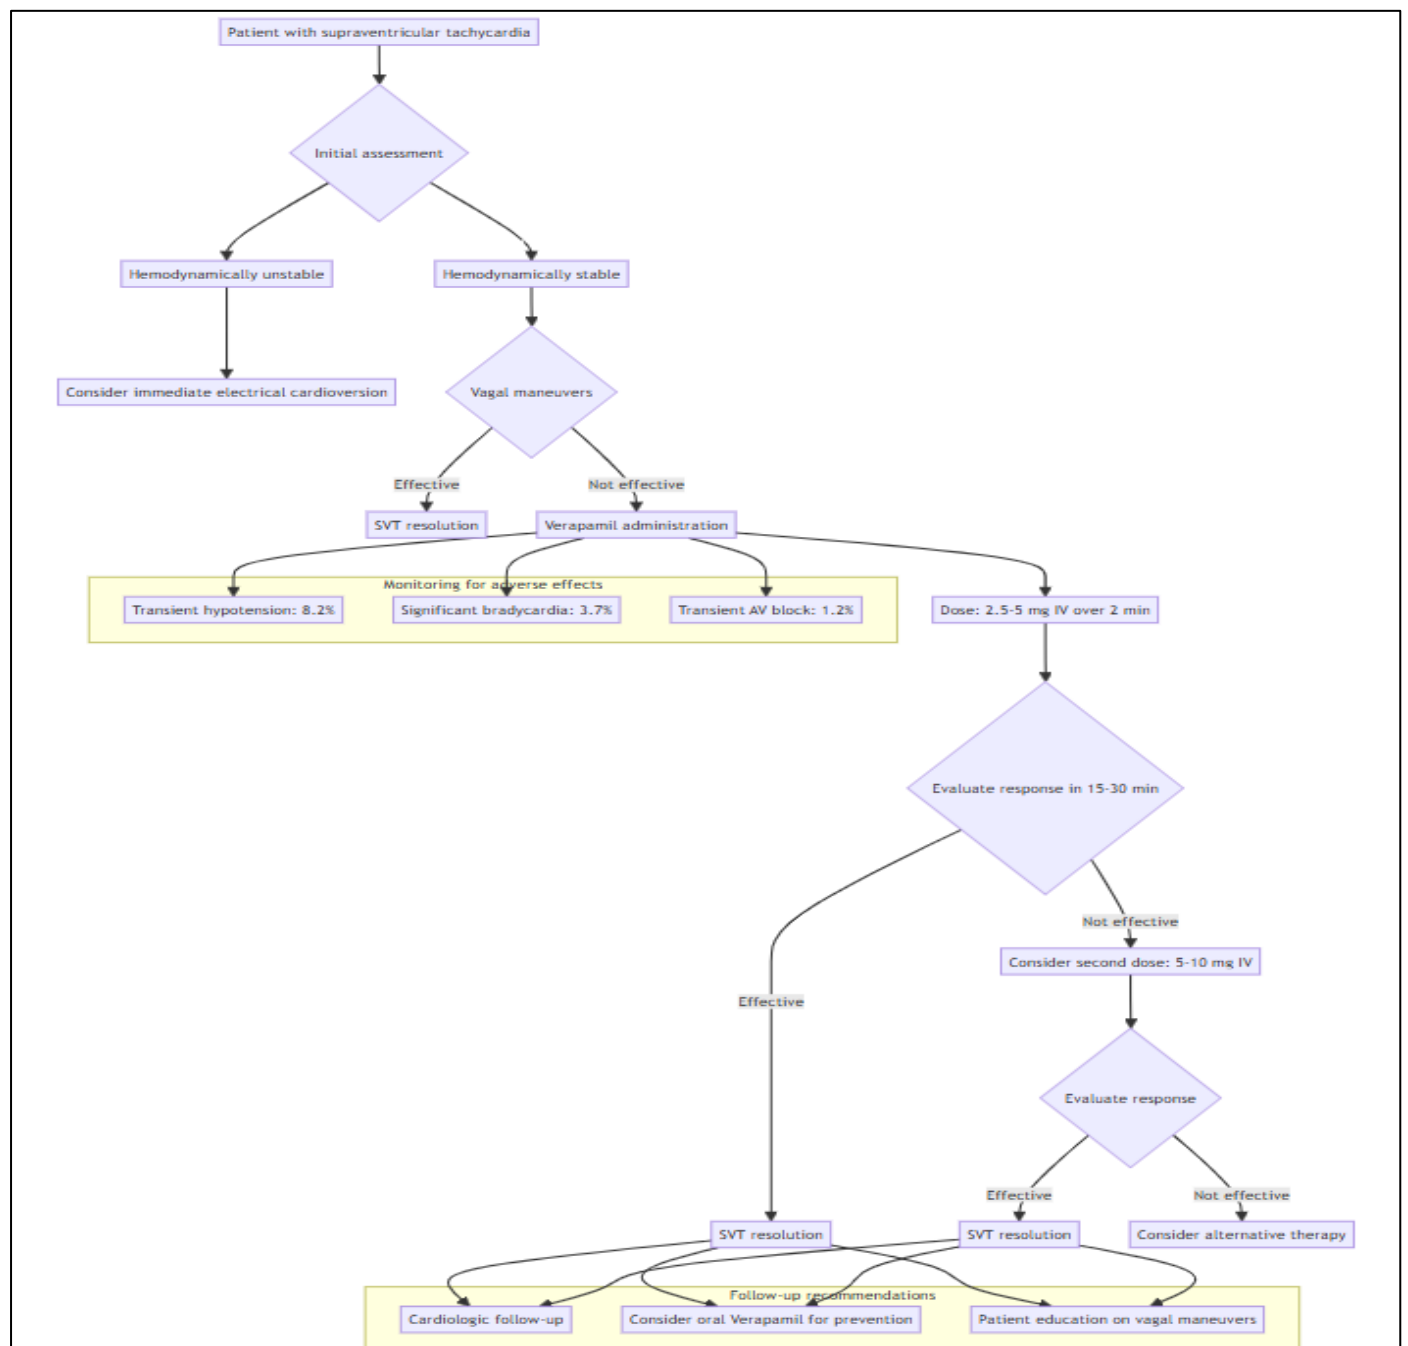 Patient with supraventricular tachycardia
Initial assessment
Hemodynamically unstable
Hemodynamically stable
Consider immediate electrical cardioversion
Vagal maneuvers
Effective
Not effective
SVT resolution
Verapamil administration
Monitoring for adverse effects
Transient hypotension: 8.2%
Significant bradycardia: 3.7%
Transient AV block: 1.2%
Dose: 2.5-5 mg IV over 2 min
Evaluate response in 15-30 min
Not effective
Consider second dose: 5-10 mg IV
Effective
Evaluate response
Effective
Not effective
SVT resolution
SVT resolution
Consider alternative therapy
Follow-up recommendations
Cardiologic follow-up
Consider oral Verapamil for prevention
Patient education on vagal maneuvers